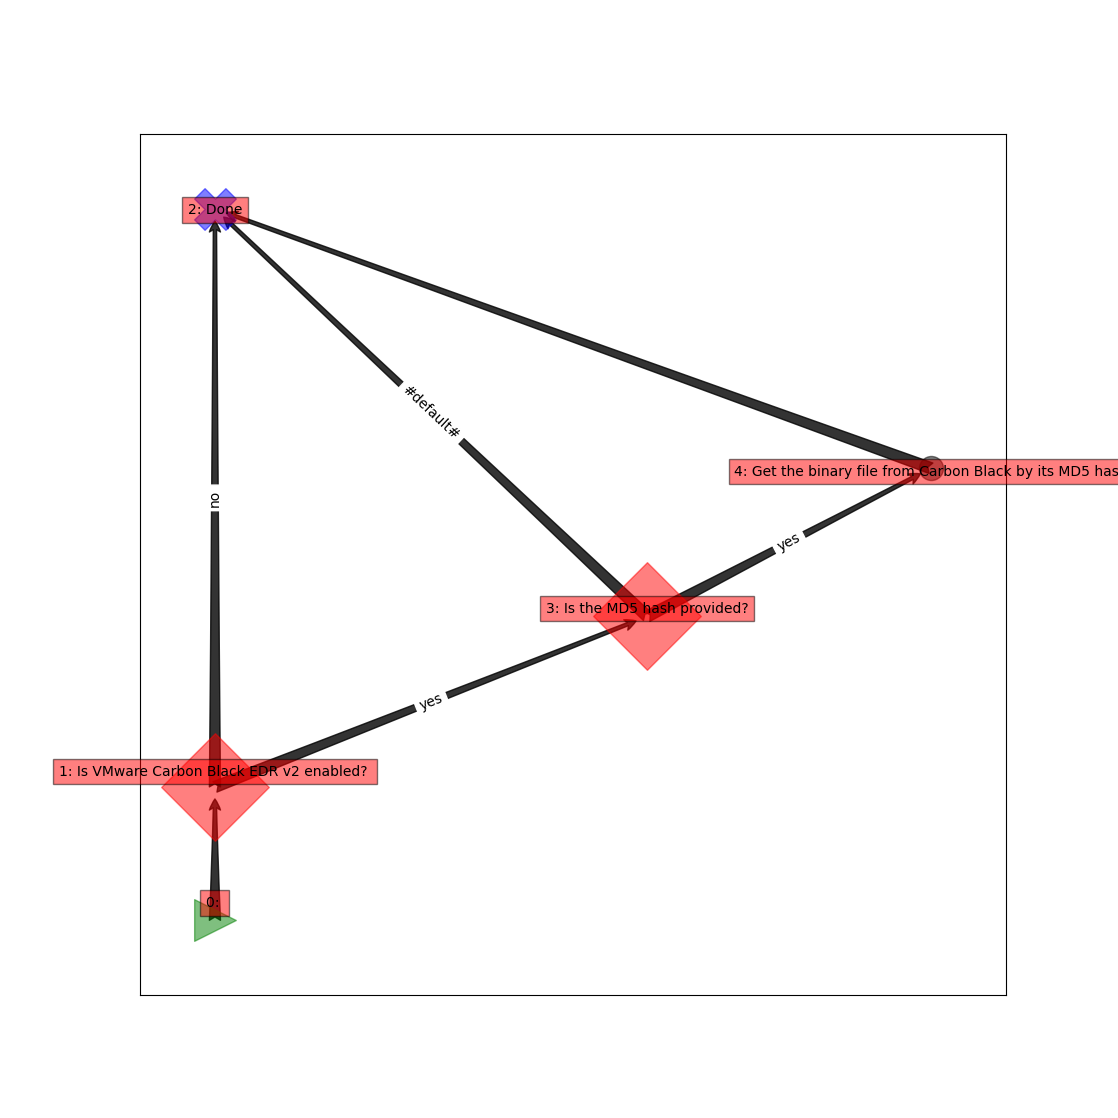 2: Done
#default#
4: Get the binary file from Carbon Black by its MD5 has
no
yes
3: Is the MD5 hash provided?
yes
1: Is VMware Carbon Black EDR v2 enabled?
0: